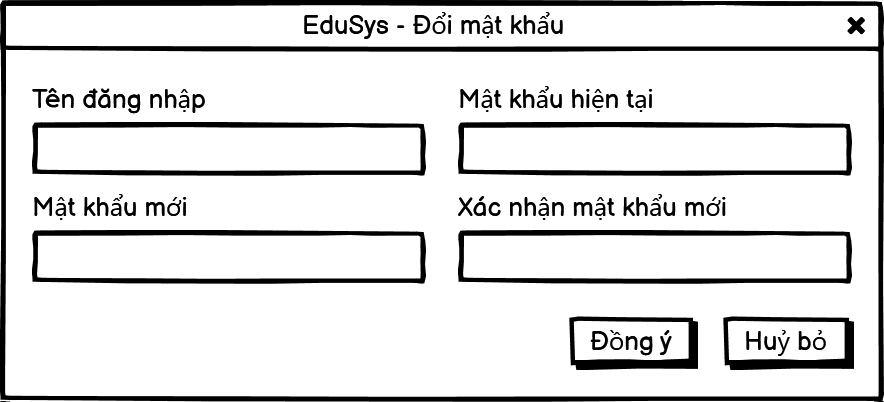 EduSys - Đổi mật khẩu
Tên đăng nhập
Mật khẩu hiện tại
Mật khẩu mới
Xác nhận mật khẩu mới
Đồng ý
Huỷ bỏ